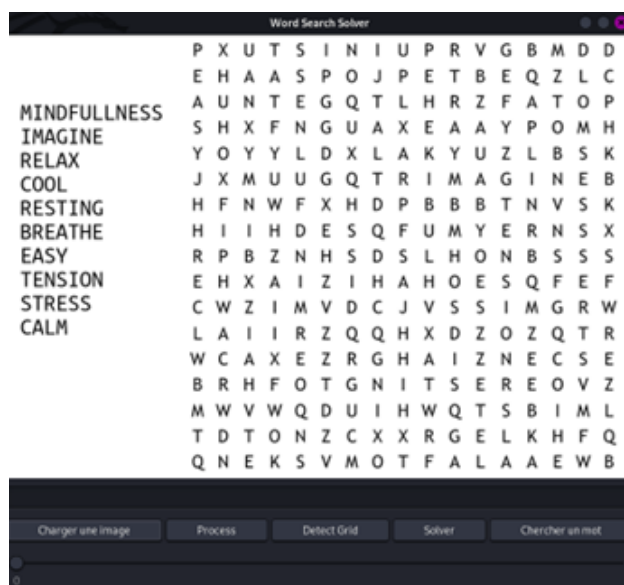 Word Search Solver
MINDFULLNESS
IMAGINE
RELAX
COOL
RESTING
BREATHE
EASY
TENSION
STRESS
CALM
P X U T S I N I U P R V G B M D D
E H A A S P O J P E T B E Q Z L C
A U N T E G Q T L H R Z F A T O P
S H X F N G U A X E A A Y P O M H
Y O Y Y L D X L A K Y U Z L B S K
J X M U U G Q T R I M A G I N E B
H F N W F X H D P B B B T N V S K
H I I H D E S Q F U M Y E R N S X
R P B Z N H S D S L H O N B S S S
E H X A I Z I H A H O E S Q F E F
C W Z I M V D C J V S S I M G R W
L A I I R Z Q Q H X D Z O Z Q T R
W C A X E Z R G H A I Z N E C S E
B R H F O T G N I T S E R E O V Z
M W V W Q D U I H W Q T S B I M L
T D T O N Z C X X R G E L K H F Q
Q N E K S V M O T F A L A A E W B
Charger une image Process Detect Grid Solver Chercher un mot
0